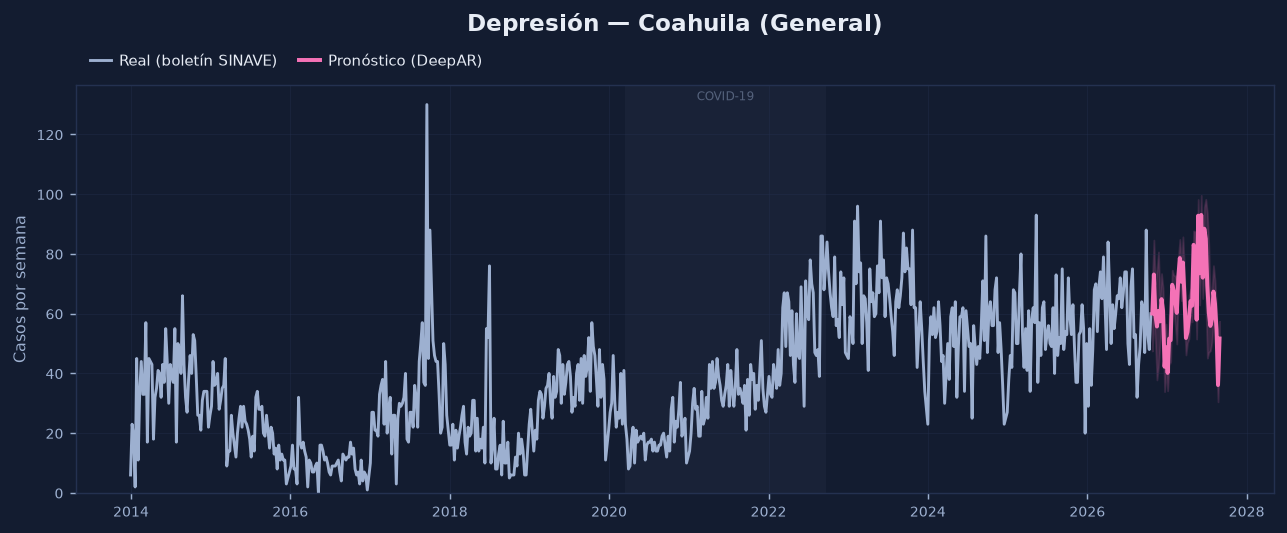 Depresión — Coahuila (General)
Real (boletín SINAVE) Pronóstico (DeepAR)
COVID-19
Casos por semana
120
100
80
60
40
20
0
2014 2016 2018 2020 2022 2024 2026 2028